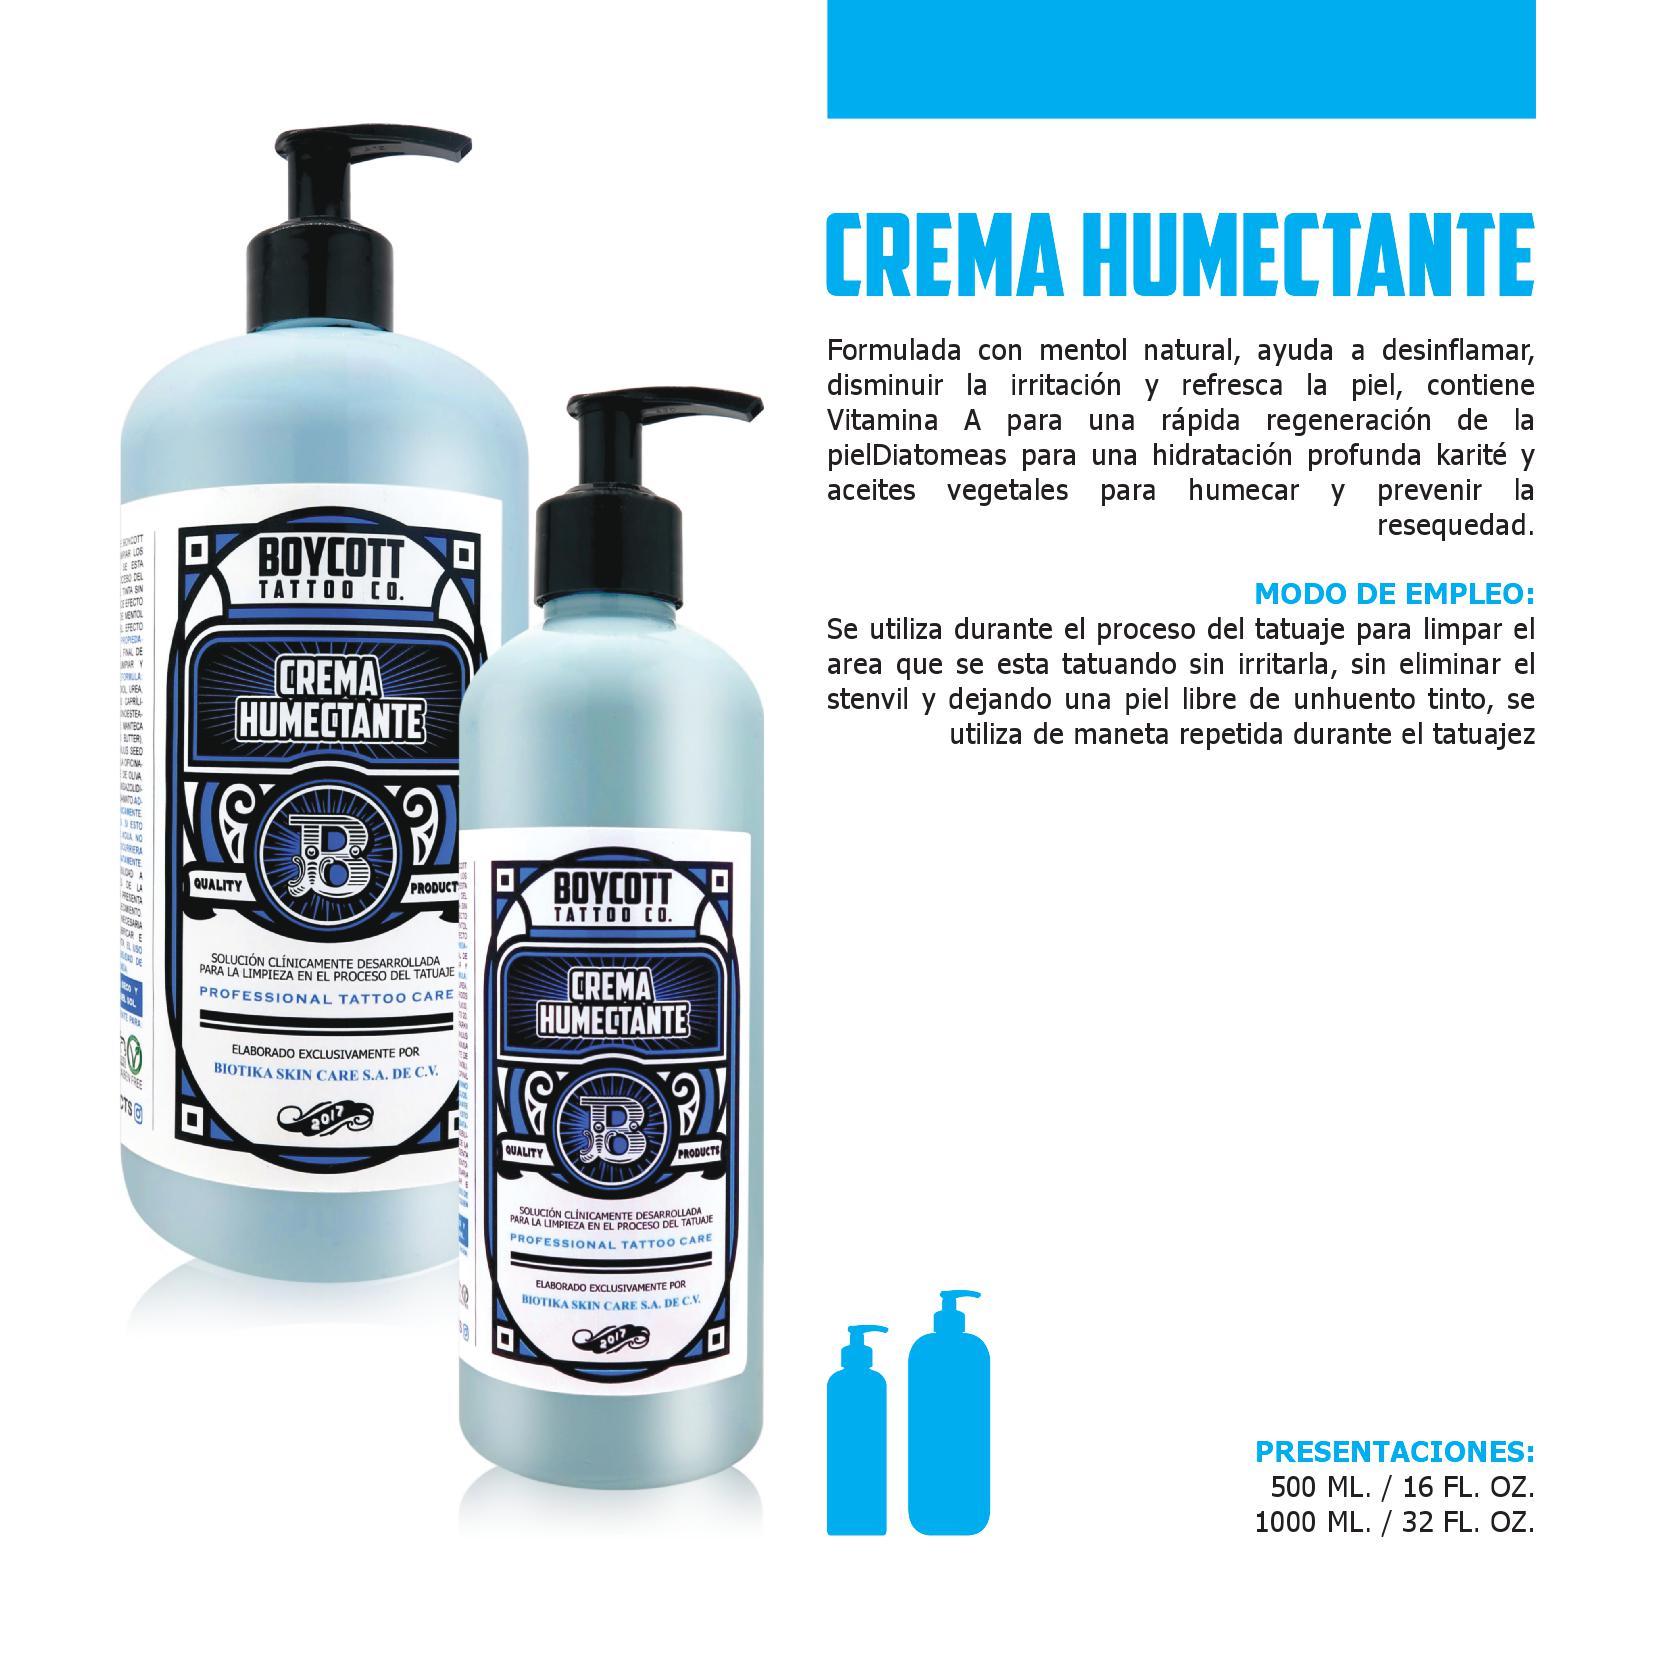 CREMA HUMECTANTE
Formulada con mentol natural, ayuda a desinflamar,
disminuir la irritación y refresca la piel, contiene
Vitamina A para una rápida regeneración de la
pielDiatomeas para una hidratación profunda karité y
aceites vegetales para humecar y prevenir la
resequedad.
MODO DE EMPLEO:
Se utiliza durante el proceso del tatuaje para limpar el
area que se esta tatuando sin irritarla, sin eliminar el
stenvil y dejando una piel libre de unhuento tinto, se
utiliza de maneta repetida durante el tatuajez
PRESENTACIONES:
500 ML. / 16 FL. OZ.
1000 ML. / 32 FL. OZ.
BOYCOTT
TATTOO CO.
CREMA
HUMECTANTE
B
QUALITY PRODUCT
SOLUCIÓN CLÍNICAMENTE DESARROLLADA
PARA LA LIMPIEZA EN EL PROCESO DEL TATUAJE
PROFESSIONAL TATTOO CARE
ELABORADO EXCLUSIVAMENTE POR
BIOTIKA SKIN CARE S.A. DE C.V.
2017
BOYCOTT
TATTOO CO.
CREMA
HUMECTANTE
B
QUALITY PRODUCTS
SOLUCIÓN CLÍNICAMENTE DESARROLLADA
PARA LA LIMPIEZA EN EL PROCESO DEL TATUAJE
PROFESSIONAL TATTOO CARE
ELABORADO EXCLUSIVAMENTE POR
BIOTIKA SKIN CARE S.A. DE C.V.
2017